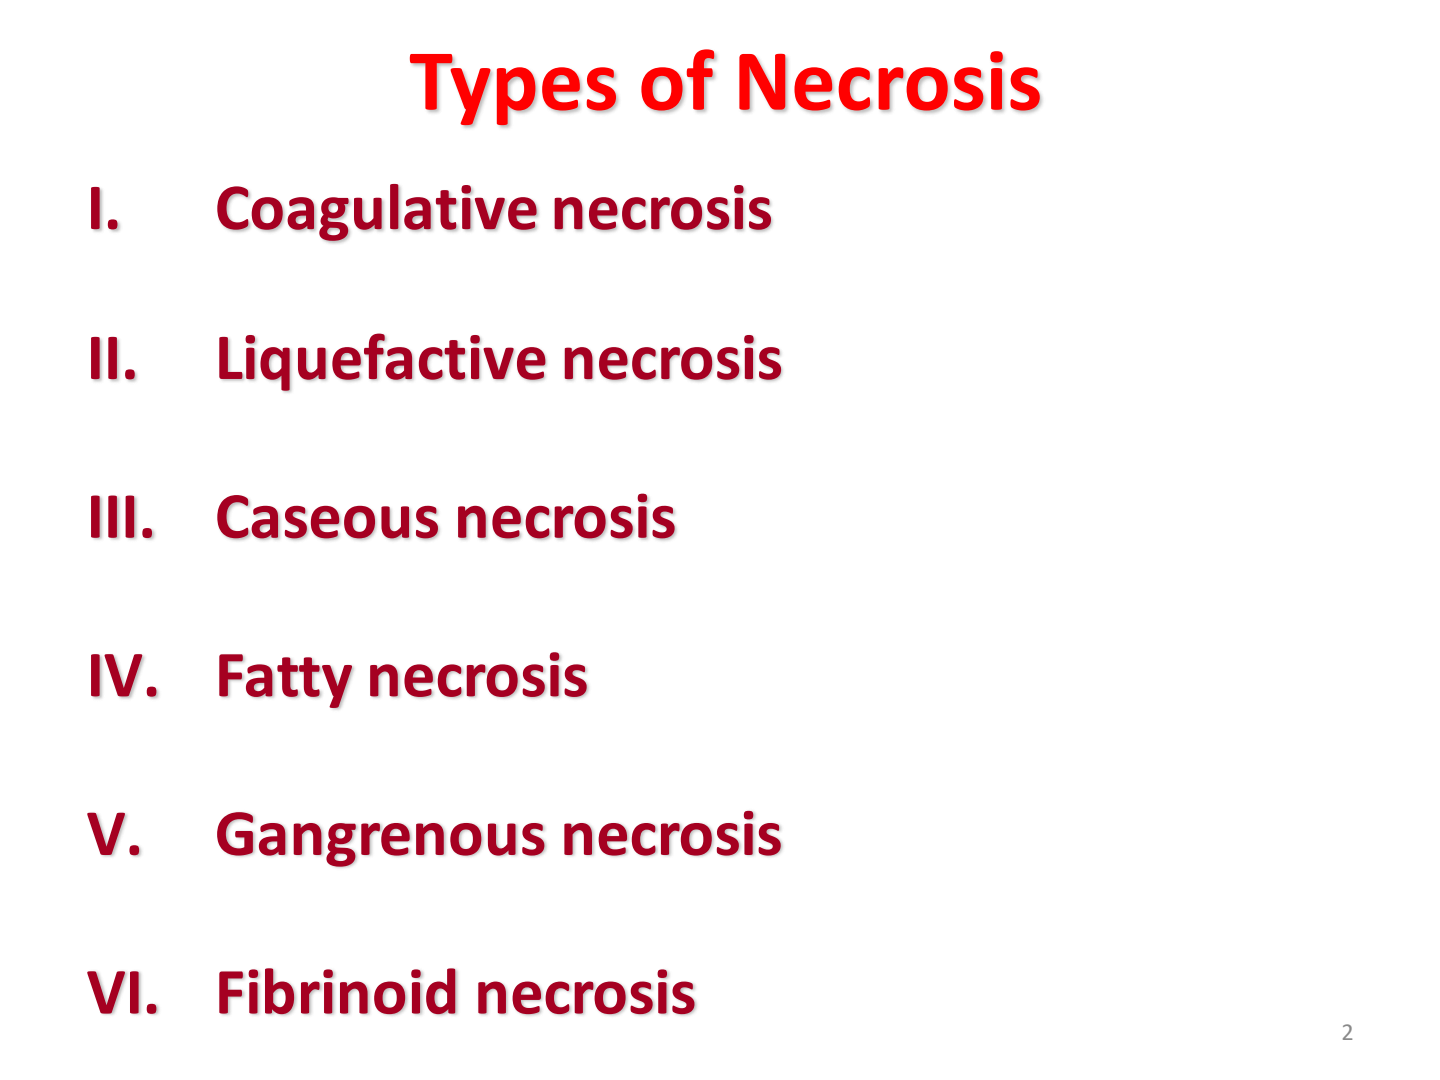 Types of Necrosis
I. Coagulative necrosis
II. Liquefactive necrosis
III. Caseous necrosis
IV. Fatty necrosis
V. Gangrenous necrosis
VI. Fibrinoid necrosis
2